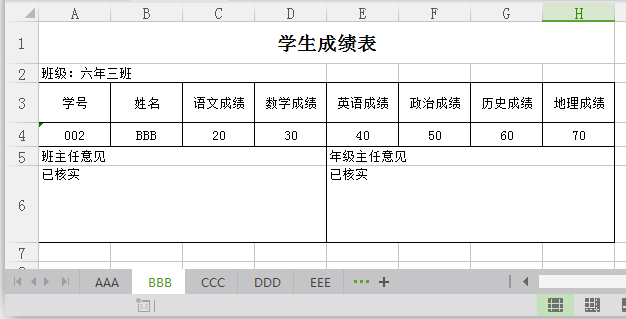 A B C D E F G H
1 学生成绩表
2 班级：六年三班
3 学号 姓名 语文成绩 数学成绩 英语成绩 政治成绩 历史成绩 地理成绩
4 002 BBB 20 30 40 50 60 70
5 班主任意见 年级主任意见
6 已核实 已核实
7
AAA BBB CCC DDD EEE ••• +